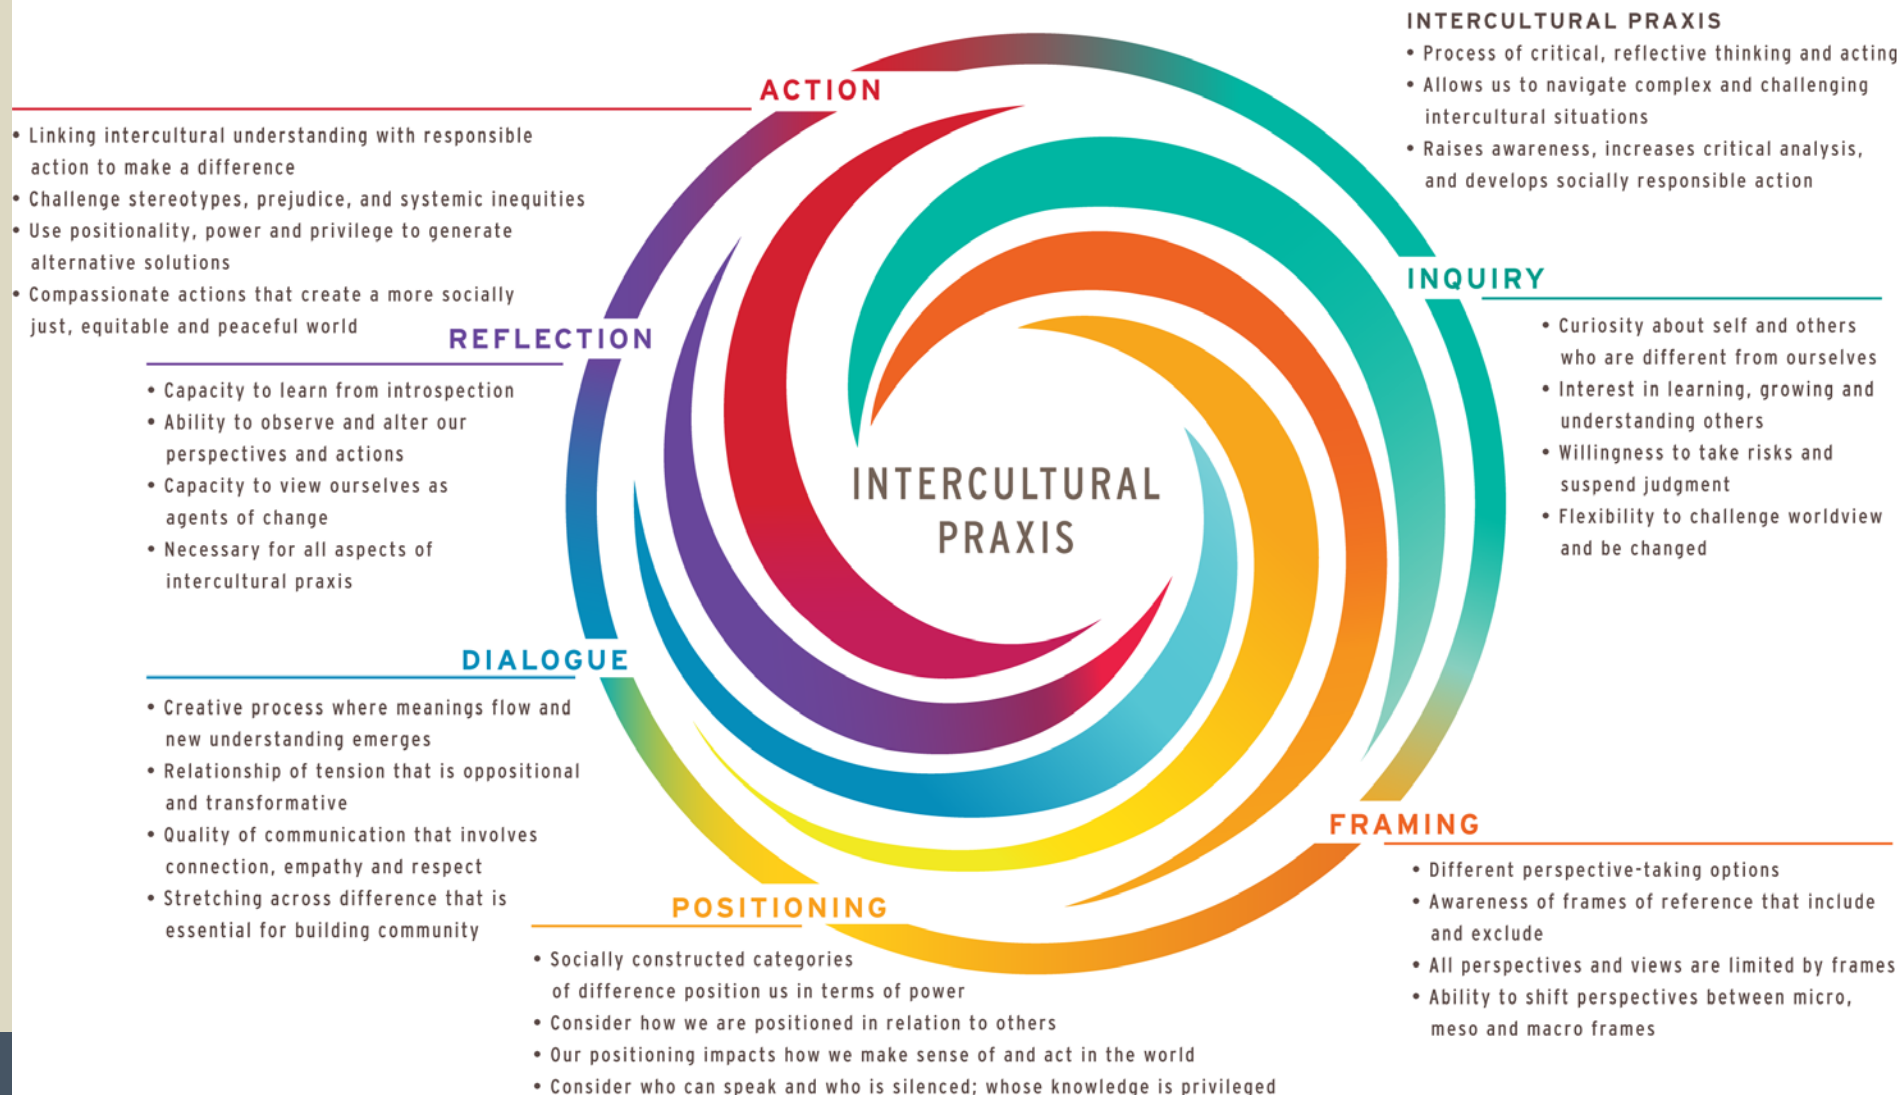 INTERCULTURAL PRAXIS
• Process of critical, reflective thinking and acting
• Allows us to navigate complex and challenging
intercultural situations
• Raises awareness, increases critical analysis,
and develops socially responsible action
ACTION
• Linking intercultural understanding with responsible
action to make a difference
• Challenge stereotypes, prejudice, and systemic inequities
• Use positionality, power and privilege to generate
alternative solutions
• Compassionate actions that create a more socially
just, equitable and peaceful world
INQUIRY
• Curiosity about self and others
who are different from ourselves
• Interest in learning, growing and
understanding others
• Willingness to take risks and
suspend judgment
• Flexibility to challenge worldview
and be changed
REFLECTION
• Capacity to learn from introspection
• Ability to observe and alter our
perspectives and actions
• Capacity to view ourselves as
agents of change
• Necessary for all aspects of
intercultural praxis
INTERCULTURAL
PRAXIS
DIALOGUE
• Creative process where meanings flow and
new understanding emerges
• Relationship of tension that is oppositional
and transformative
• Quality of communication that involves
connection, empathy and respect
• Stretching across difference that is
essential for building community
FRAMING
• Different perspective-taking options
• Awareness of frames of reference that include
and exclude
• All perspectives and views are limited by frames
• Ability to shift perspectives between micro,
meso and macro frames
POSITIONING
• Socially constructed categories
of difference position us in terms of power
• Consider how we are positioned in relation to others
• Our positioning impacts how we make sense of and act in the world
• Consider who can speak and who is silenced; whose knowledge is privileged